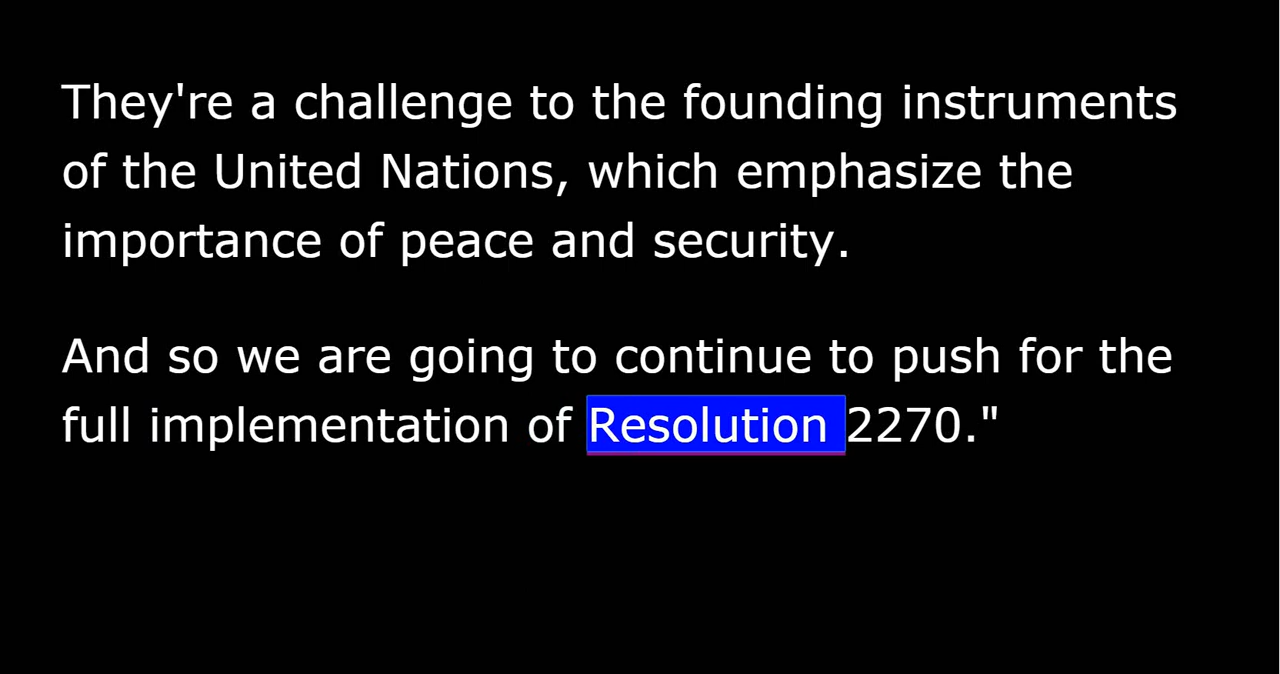 They're a challenge to the founding instruments
of the United Nations, which emphasize the
importance of peace and security.
And so we are going to continue to push for the
full implementation of Resolution 2270."